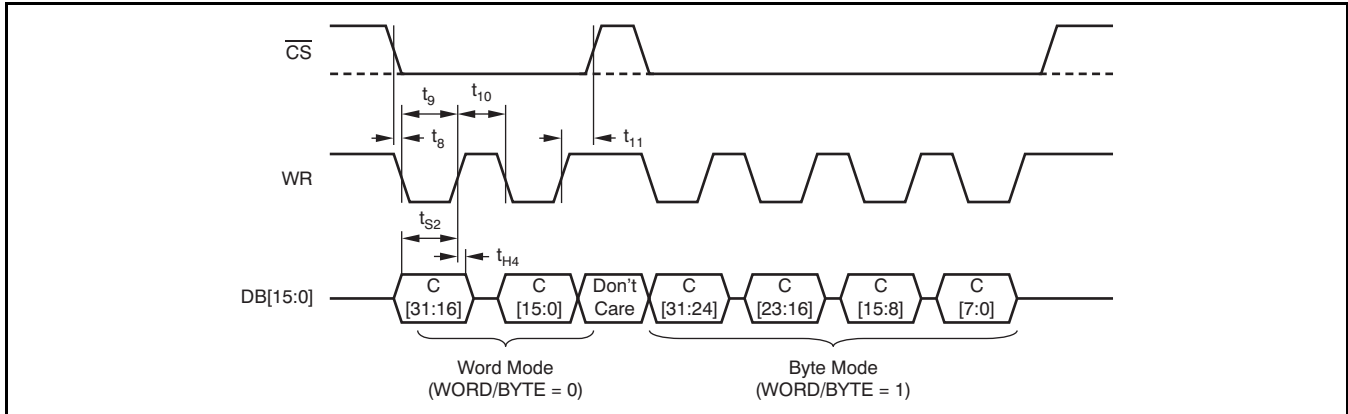 CS
t9 t10
t8 t11
WR
tS2
tH4
DB[15:0]
C [31:16]
C [15:0]
Don't Care
C [31:24]
C [23:16]
C [15:8]
C [7:0]
Word Mode
(WORD/BYTE = 0)
Byte Mode
(WORD/BYTE = 1)